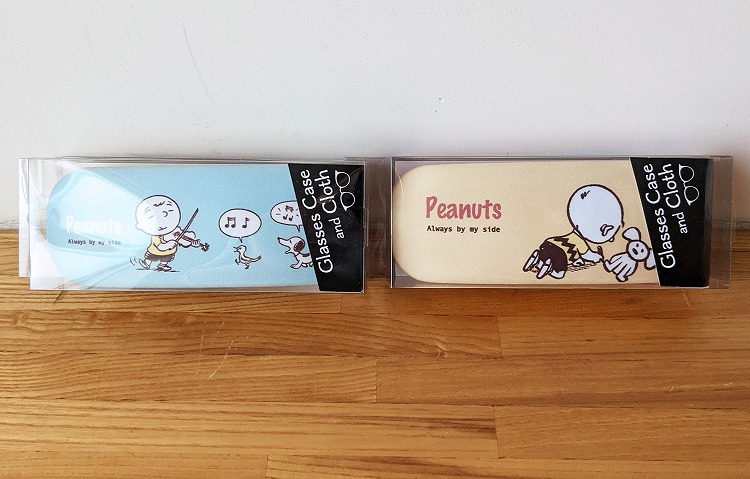 Peanuts
Always by my side
Glasses Case
and Cloth
Peanuts
Always by my side
Glasses Case
and Cloth